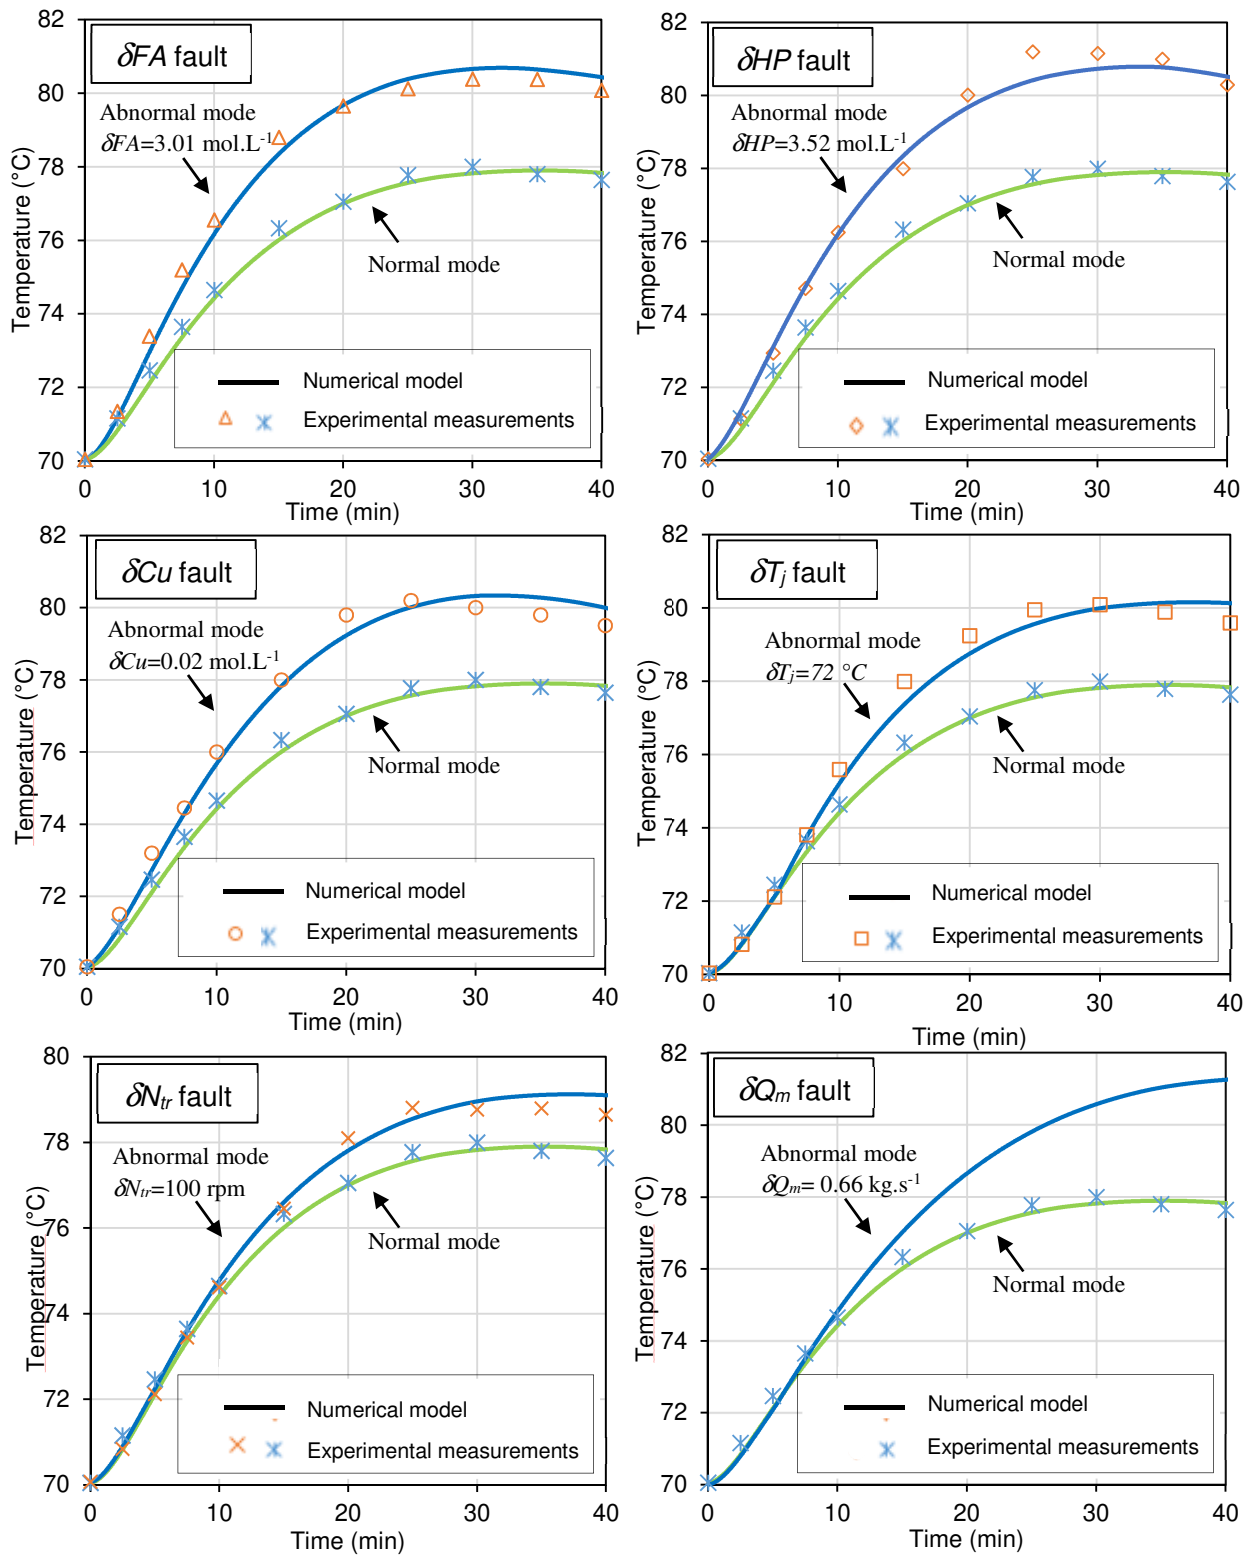 δFA fault
Abnormal mode
δFA=3.01 mol.L-1
Normal mode
Numerical model
Experimental measurements
Temperature (°C)
82
80
78
76
74
72
70
0 10 20 30 40
Time (min)
δHP fault
Abnormal mode
δHP=3.52 mol.L-1
Normal mode
Numerical model
Experimental measurements
Temperature (°C)
82
80
78
76
74
72
70
0 10 20 30 40
Time (min)
δCu fault
Abnormal mode
δCu=0.02 mol.L-1
Normal mode
Numerical model
Experimental measurements
Temperature (°C)
82
80
78
76
74
72
70
0 10 20 30 40
Time (min)
δTj fault
Abnormal mode
δTj=72 °C
Normal mode
Numerical model
Experimental measurements
Temperature (°C)
82
80
78
76
74
72
70
0 10 20 30 40
Time (min)
δNtr fault
Abnormal mode
δNtr=100 rpm
Normal mode
Numerical model
Experimental measurements
Temperature (°C)
80
78
76
74
72
70
0 10 20 30 40
Time (min)
δQm fault
Abnormal mode
δQm= 0.66 kg.s-1
Normal mode
Numerical model
Experimental measurements
Temperature (°C)
82
80
78
76
74
72
70
0 10 20 30 40
Time (min)